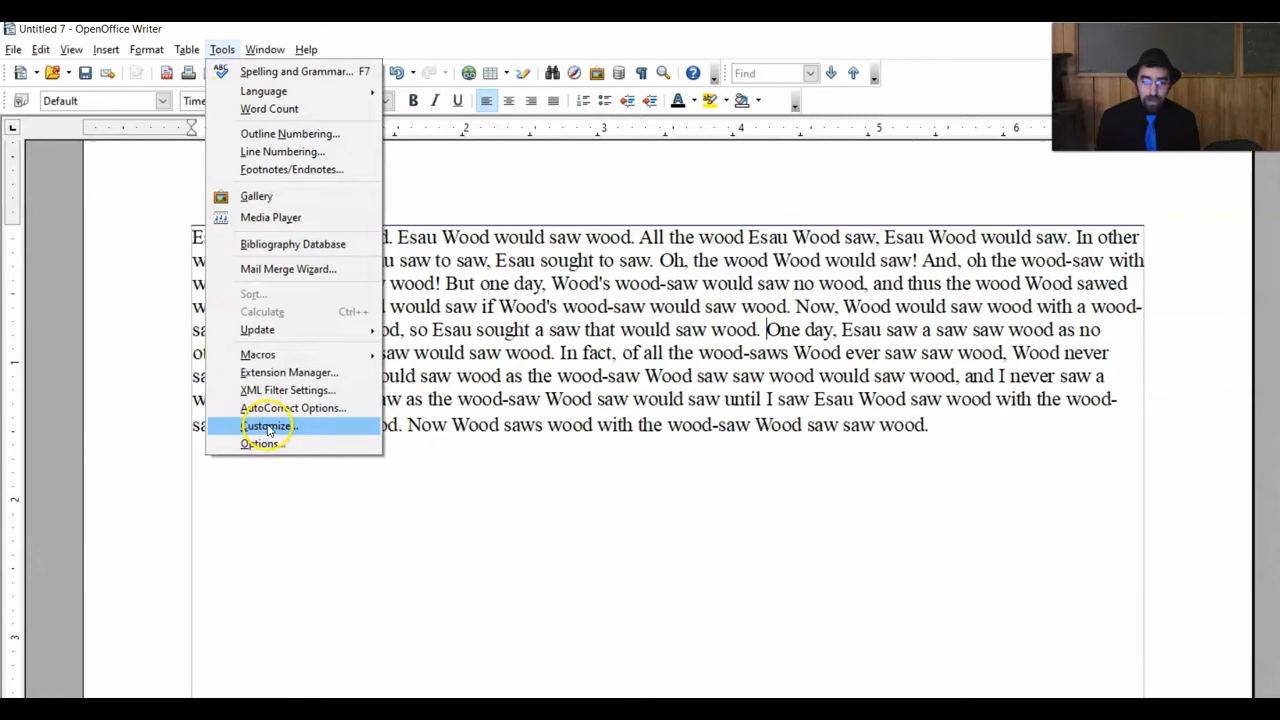 Untitled 7 - OpenOffice Writer
File Edit View Insert Format Table Tools Window Help
Spelling and Grammar... F7
Find
Language
Default
Word Count
Outline Numbering...
Line Numbering...
Footnotes/Endnotes...
Gallery
Media Player
Bibliography Database
Mail Merge Wizard...
Sort...
Calculate Ctrl++
Update
Macros
Extension Manager...
XML Filter Settings...
AutoCorrect Options...
Customize...
Options...
2 3 4 5 6
1
2
3
Esau Wood would saw wood. All the wood Esau Wood saw, Esau Wood would saw. In other
saw to saw, Esau sought to saw. Oh, the wood Wood would saw! And, oh the wood-saw with
wood! But one day, Wood's wood-saw would saw no wood, and thus the wood Wood sawed
would saw if Wood's wood-saw would saw wood. Now, Wood would saw wood with a wood-
so Esau sought a saw that would saw wood. One day, Esau saw a saw saw wood as no
saw would saw wood. In fact, of all the wood-saws Wood ever saw saw wood, Wood never
saw wood as the wood-saw Wood saw saw wood would saw wood, and I never saw a
as the wood-saw Wood saw would saw until I saw Esau Wood saw wood with the wood-
Now Wood saws wood with the wood-saw Wood saw saw wood.